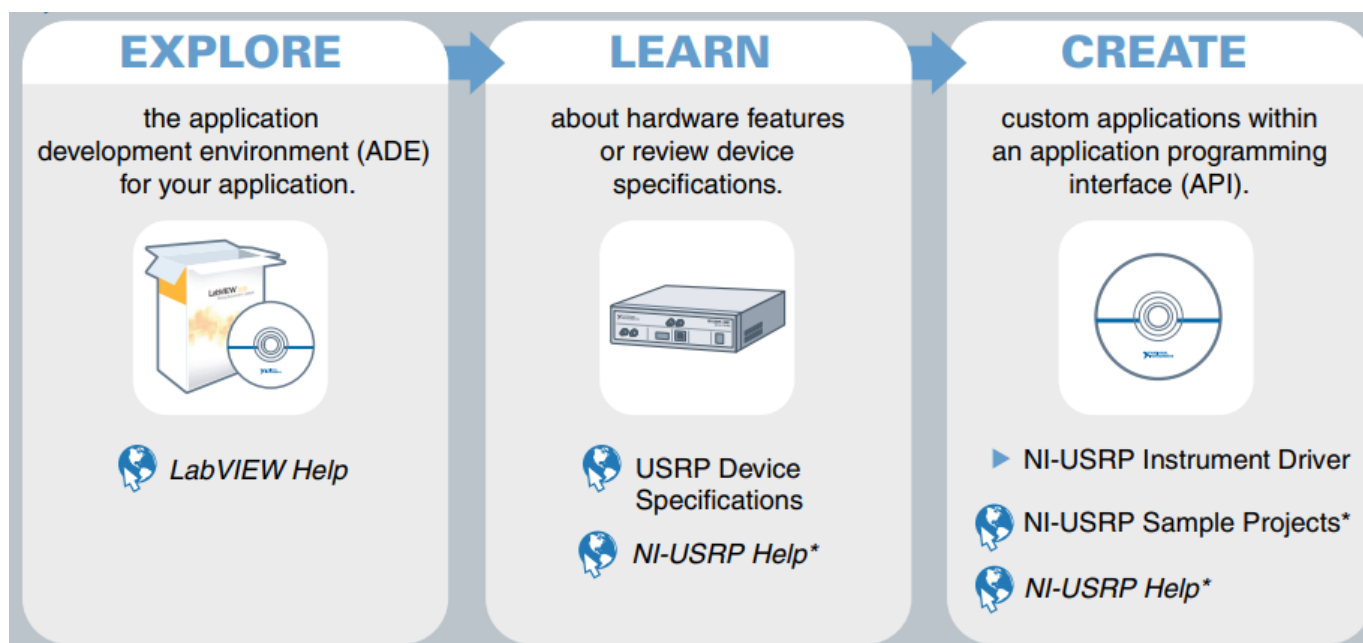 EXPLORE
the application
development environment (ADE)
for your application.
LabVIEW
LabVIEW Help
LEARN
about hardware features
or review device
specifications.
USRP Device
Specifications
NI-USRP Help*
CREATE
custom applications within
an application programming
interface (API).
NI-USRP Instrument Driver
NI-USRP Sample Projects*
NI-USRP Help*